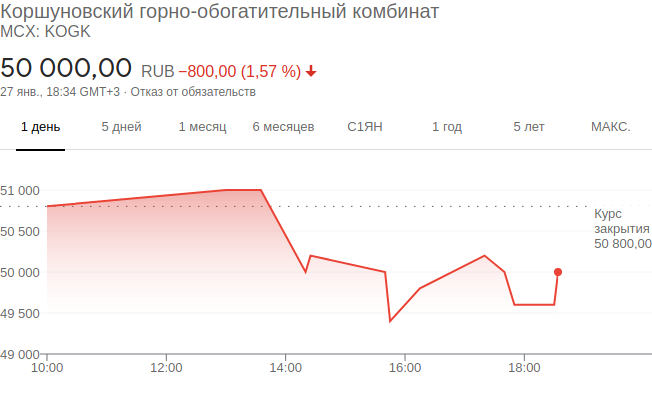 Коршуновский горно-обогатительный комбинат
MCX: KOGK
50 000,00 RUB −800,00 (1,57 %)
27 янв., 18:34 GMT+3 · Отказ от обязательств
1 день 5 дней 1 месяц 6 месяцев С1ЯН 1 год 5 лет МАКС.
51 000
Курс
закрытия
50 800,00
50 500
50 000
49 500
49 000
10:00 12:00 14:00 16:00 18:00